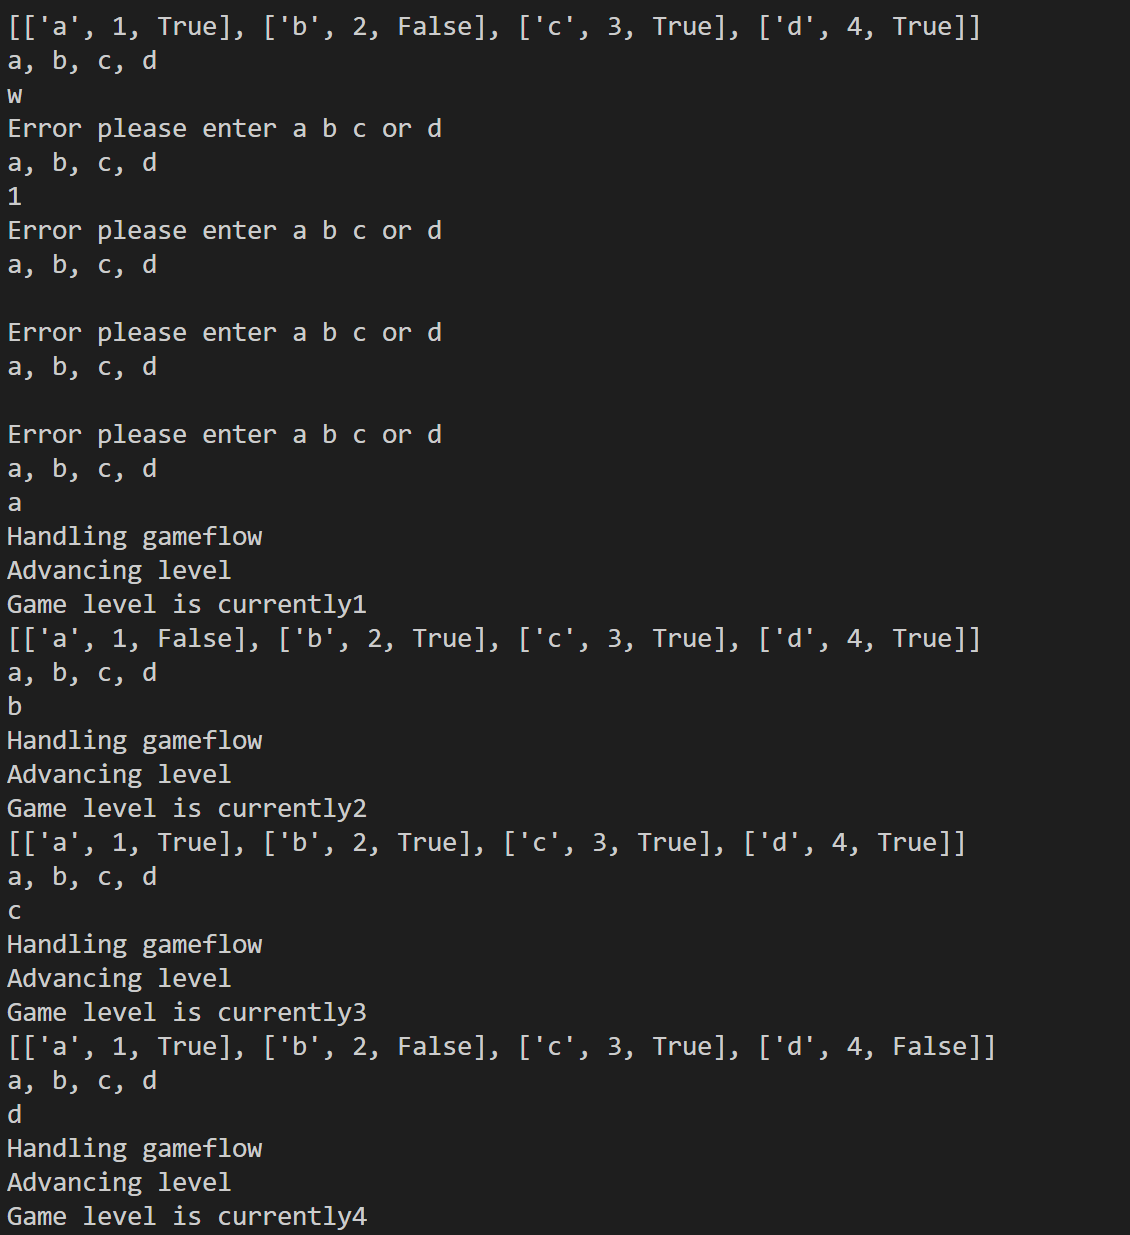 [['a', 1, True], ['b', 2, False], ['c', 3, True], ['d', 4, True]]
a, b, c, d
w
Error please enter a b c or d
a, b, c, d
1
Error please enter a b c or d
a, b, c, d
Error please enter a b c or d
a, b, c, d
Error please enter a b c or d
a, b, c, d
a
Handling gameflow
Advancing level
Game level is currently1
[['a', 1, False], ['b', 2, True], ['c', 3, True], ['d', 4, True]]
a, b, c, d
b
Handling gameflow
Advancing level
Game level is currently2
[['a', 1, True], ['b', 2, True], ['c', 3, True], ['d', 4, True]]
a, b, c, d
c
Handling gameflow
Advancing level
Game level is currently3
[['a', 1, True], ['b', 2, False], ['c', 3, True], ['d', 4, False]]
a, b, c, d
d
Handling gameflow
Advancing level
Game level is currently4